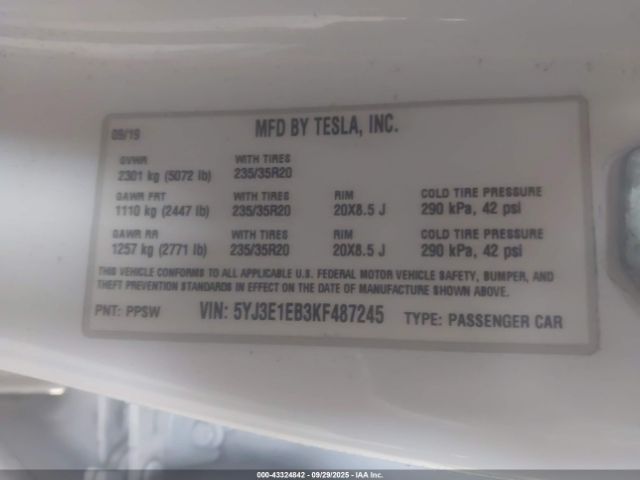 09/19 MFD BY TESLA, INC.
GVWR WITH TIRES
2301 kg (5072 lb) 235/35R20
GAWR FRT WITH TIRES RIM COLD TIRE PRESSURE
1110 kg (2447 lb) 235/35R20 20X8.5 J 290 kPa, 42 psi
GAWR RR WITH TIRES RIM COLD TIRE PRESSURE
1257 kg (2771 lb) 235/35R20 20X8.5 J 290 kPa, 42 psi
THIS VEHICLE CONFORMS TO ALL APPLICABLE U.S. FEDERAL MOTOR VEHICLE SAFETY, BUMPER, AND
THEFT PREVENTION STANDARDS IN EFFECT ON THE DATE OF MANUFACTURE SHOWN ABOVE.
PNT: PPSW VIN: 5YJ3E1EB3KF487245 TYPE: PASSENGER CAR
000-43324842 - 09/29/2025 - IAA Inc.